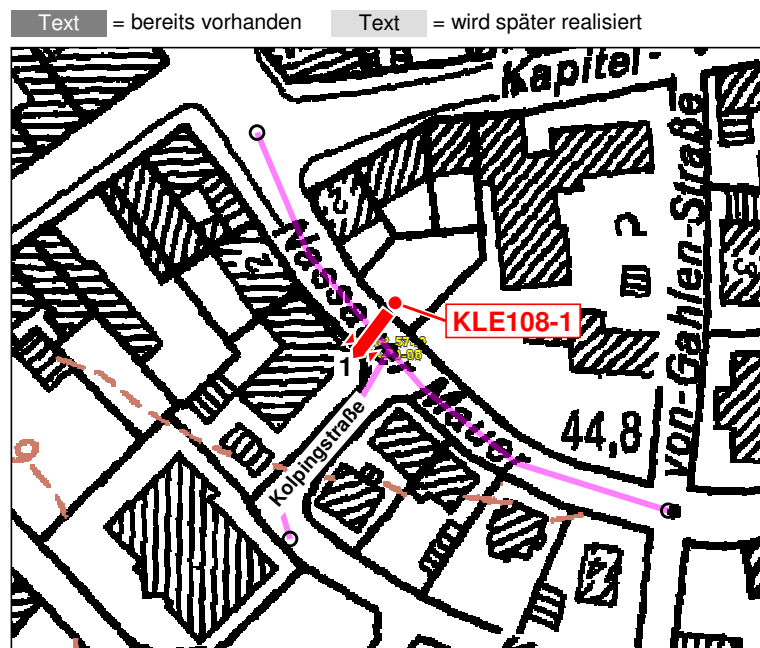 Text = bereits vorhanden Text = wird später realisiert
Kapitel-
von-Gahlen-Straße
KLE108-1
1
Kolpingstraße
44,8